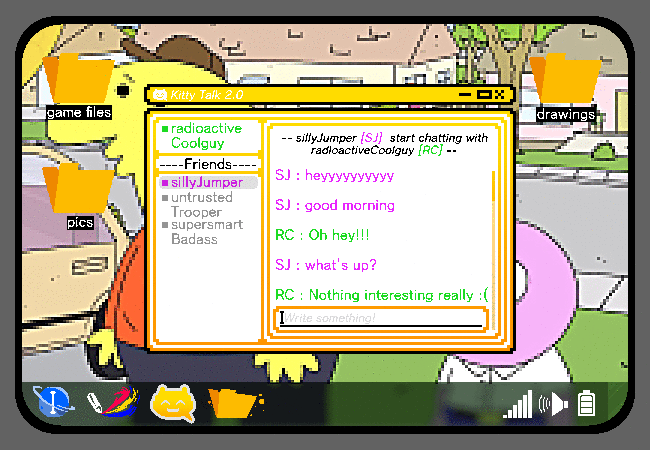 game files
pics
drawings
Kitty Talk 2.0
radioactive
Coolguy
----Friends----
sillyJumper
untrusted
Trooper
supersmart
Badass
-- sillyJumper [SJ] start chatting with
radioactiveCoolguy [RC] --
SJ : heyyyyyyyyyy
SJ : good morning
RC : Oh hey!!!
SJ : what's up?
RC : Nothing interesting really :(
Write something!